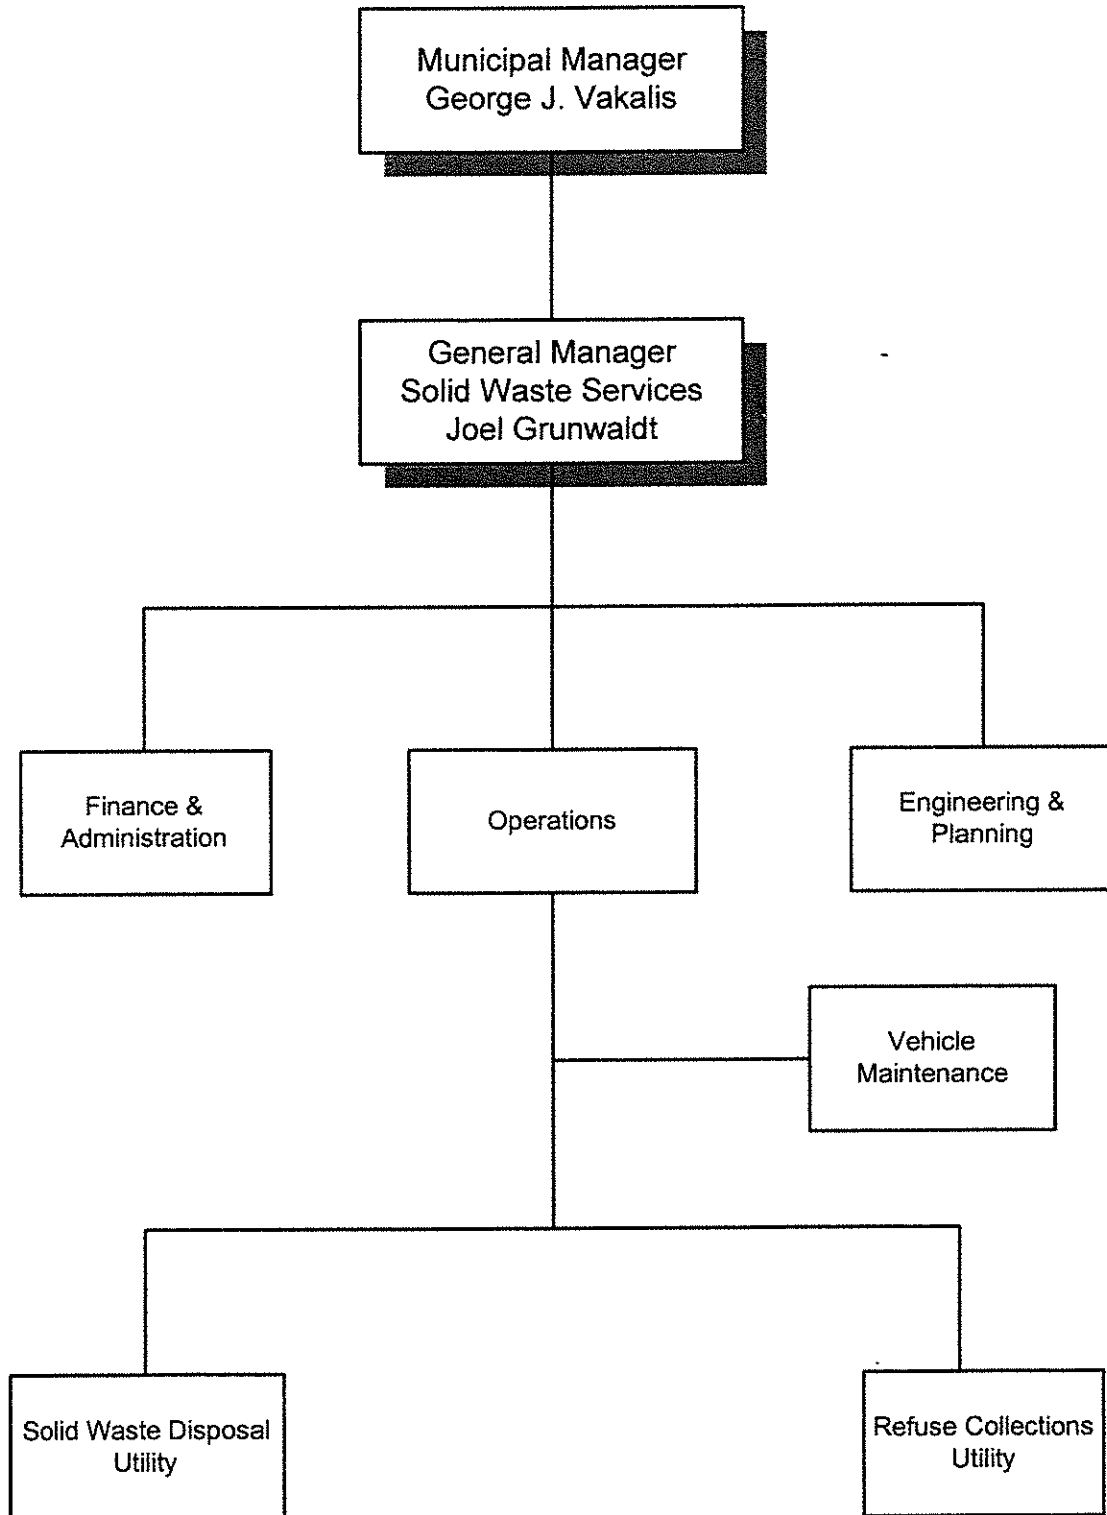 Municipal Manager
George J. Vakalis
General Manager
Solid Waste Services
Joel Grunwaldt
Finance &
Administration
Operations
Engineering &
Planning
Vehicle
Maintenance
Solid Waste Disposal
Utility
Refuse Collections
Utility